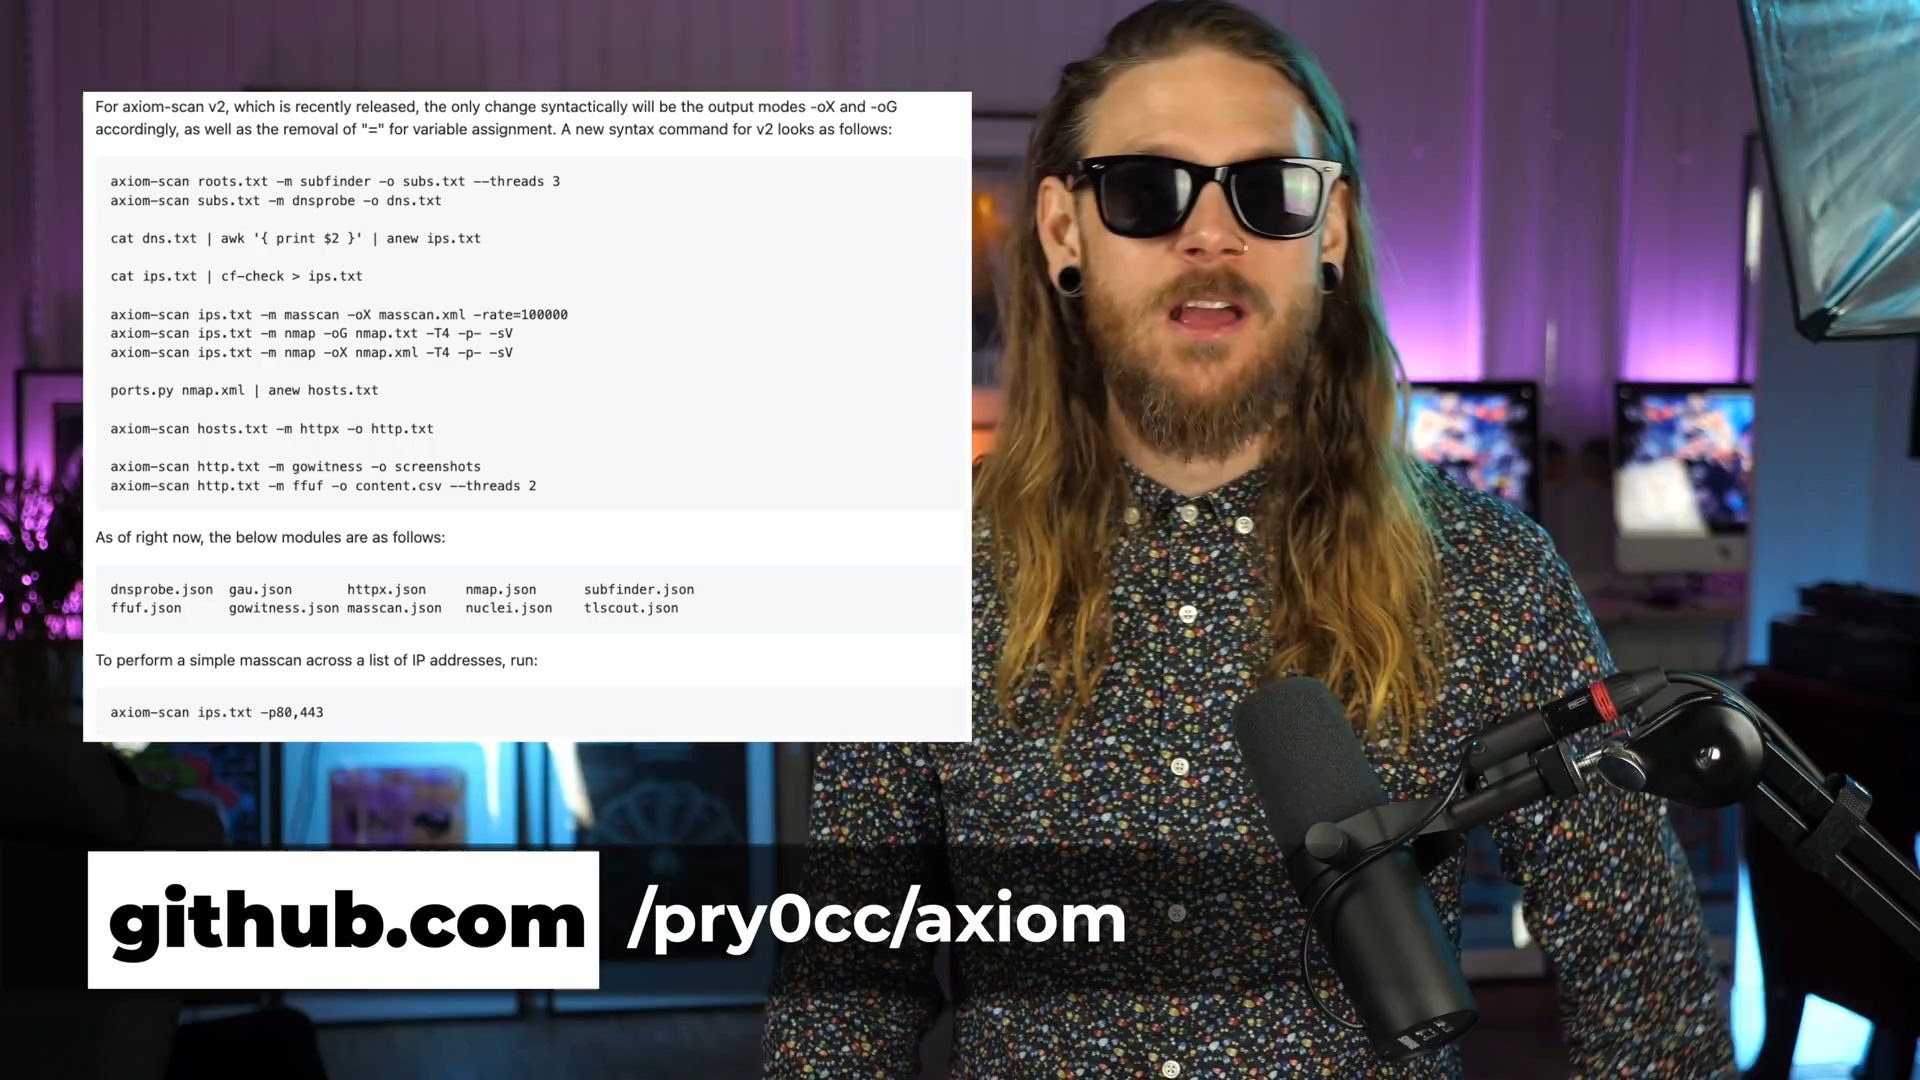 For axiom-scan v2, which is recently released, the only change syntactically will be the output modes -oX and -oG
accordingly, as well as the removal of "=" for variable assignment. A new syntax command for v2 looks as follows:
axiom-scan roots.txt -m subfinder -o subs.txt --threads 3
axiom-scan subs.txt -m dnsprobe -o dns.txt
cat dns.txt | awk '{ print $2 }' | anew ips.txt
cat ips.txt | cf-check > ips.txt
axiom-scan ips.txt -m masscan -oX masscan.xml -rate=100000
axiom-scan ips.txt -m nmap -oG nmap.txt -T4 -p- -sV
axiom-scan ips.txt -m nmap -oX nmap.xml -T4 -p- -sV
ports.py nmap.xml | anew hosts.txt
axiom-scan hosts.txt -m httpx -o http.txt
axiom-scan http.txt -m gowitness -o screenshots
axiom-scan http.txt -m ffuf -o content.csv --threads 2
As of right now, the below modules are as follows:
dnsprobe.json gau.json httpx.json nmap.json subfinder.json
ffuf.json gowitness.json masscan.json nuclei.json tlscout.json
To perform a simple masscan across a list of IP addresses, run:
axiom-scan ips.txt -p80,443
github.com /pry0cc/axiom